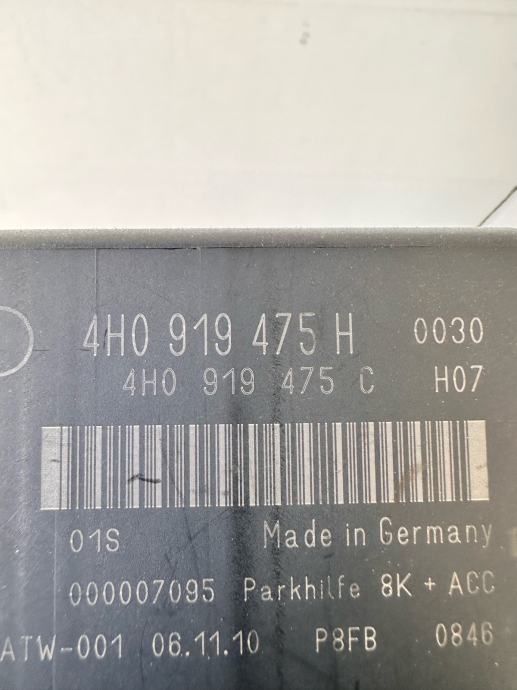 4H0 919 475 H 0030
4H0 919 475 C H07
01S Made in Germany
000007095 Parkhilfe 8K + ACC
ATW-001 06.11.10 P8FB 0846